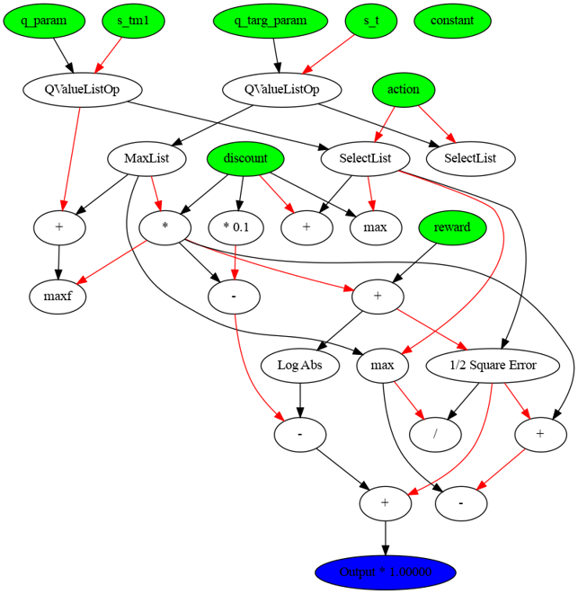 q_param
s_tm1
q_targ_param
s_t
constant
QValueListOp
QValueListOp
action
MaxList
discount
SelectList
SelectList
+
*
* 0.1
+
max
reward
maxf
-
+
Log Abs
max
1/2 Square Error
-
/
+
+
-
Output * 1.00000